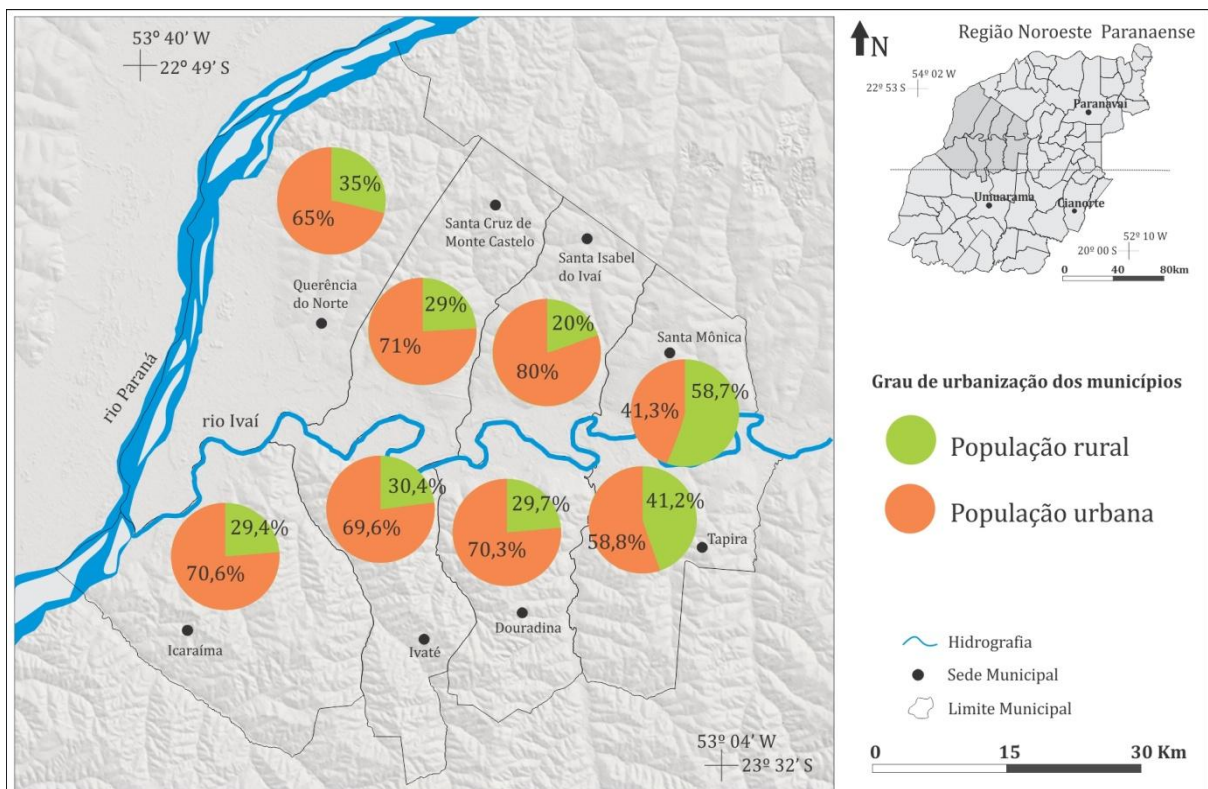 53º 40' W
22º 49' S
35%
65%
Santa Cruz de
Monte Castelo
Santa Isabel
do Ivaí
Querência
do Norte
29%
71%
20%
80%
Santa Mônica
58,7%
41,3%
rio Paraná
rio Ivaí
30,4%
69,6%
29,7%
70,3%
41,2%
58,8%
Tapira
29,4%
70,6%
Icaraíma
Ivaté
Douradina
53º 04' W
23º 32' S
N
Região Noroeste Paranaense
54º 02 W
22º 53 S
Paranavaí
Umuarama
Cianorte
52º 10 W
20º 00 S
0 40 80km
Grau de urbanização dos municípios
População rural
População urbana
Hidrografia
Sede Municipal
Limite Municipal
0 15 30 Km